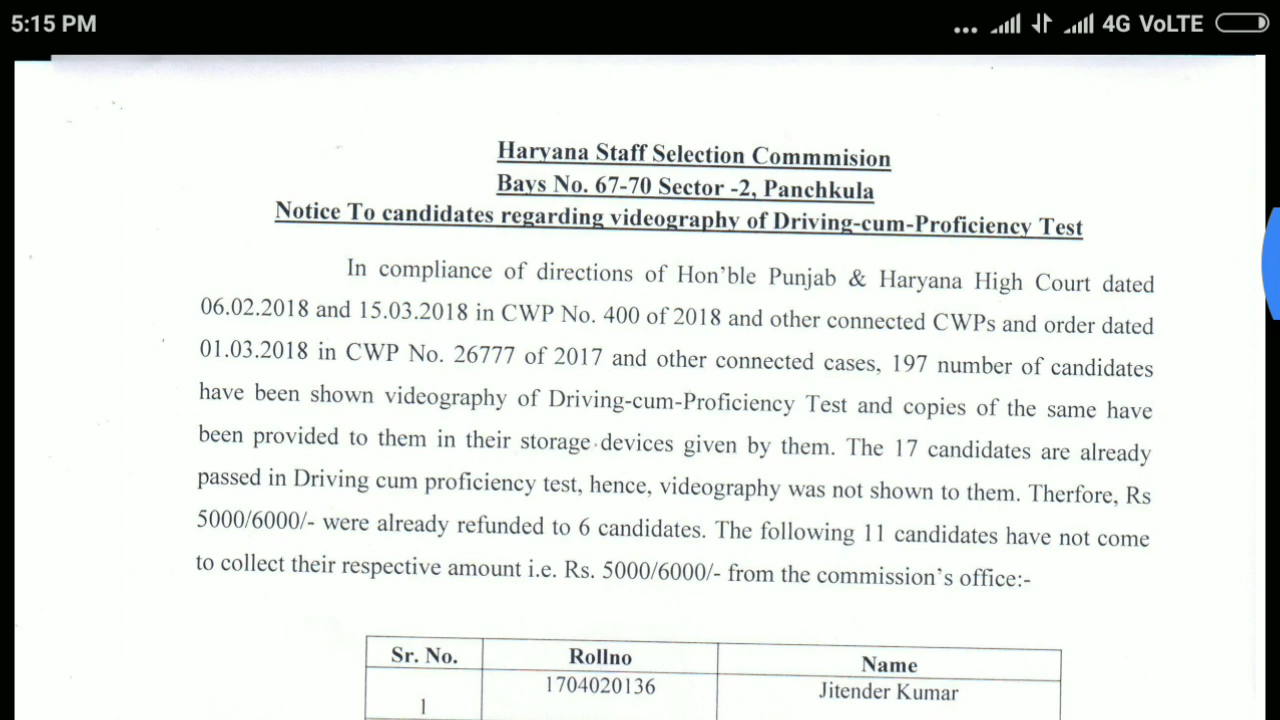 5:15 PM
... 4G VoLTE
Haryana Staff Selection Commmision
Bays No. 67-70 Sector -2, Panchkula
Notice To candidates regarding videography of Driving-cum-Proficiency Test
In compliance of directions of Hon'ble Punjab & Haryana High Court dated
06.02.2018 and 15.03.2018 in CWP No. 400 of 2018 and other connected CWPs and order dated
01.03.2018 in CWP No. 26777 of 2017 and other connected cases, 197 number of candidates
have been shown videography of Driving-cum-Proficiency Test and copies of the same have
been provided to them in their storage devices given by them. The 17 candidates are already
passed in Driving cum proficiency test, hence, videography was not shown to them. Therfore, Rs
5000/6000/- were already refunded to 6 candidates. The following 11 candidates have not come
to collect their respective amount i.e. Rs. 5000/6000/- from the commission's office:-
Sr. No. Rollno Name
1 1704020136 Jitender Kumar